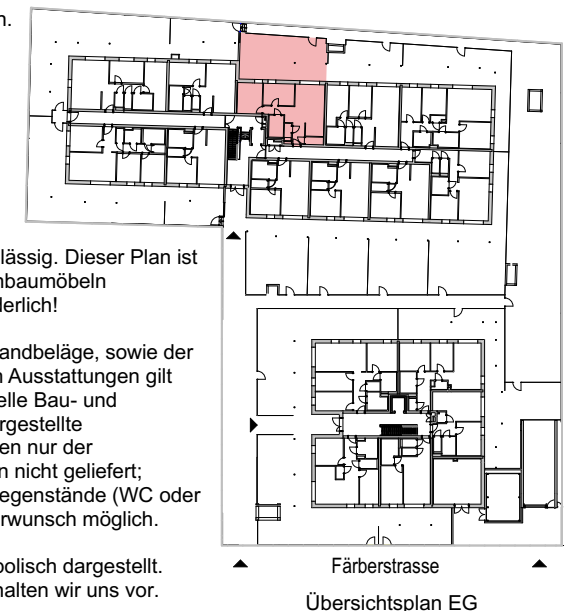 n.
lässig. Dieser Plan ist
nbaumöbeln
derlich!
andbeläge, sowie der
n Ausstattungen gilt
elle Bau- und
rgestellte
en nur der
n nicht geliefert;
egenstände (WC oder
rwunsch möglich.
polisch dargestellt.
halten wir uns vor.
Färberstrasse
Übersichtsplan EG